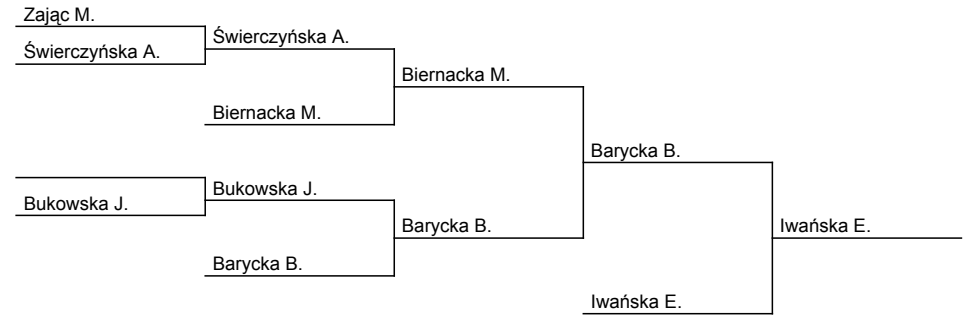 Zając M.
Świerczyńska A.
Świerczyńska A.
Biernacka M.
Biernacka M.
Barycka B.
Bukowska J.
Bukowska J.
Barycka B.
Barycka B.
Iwańska E.
Iwańska E.